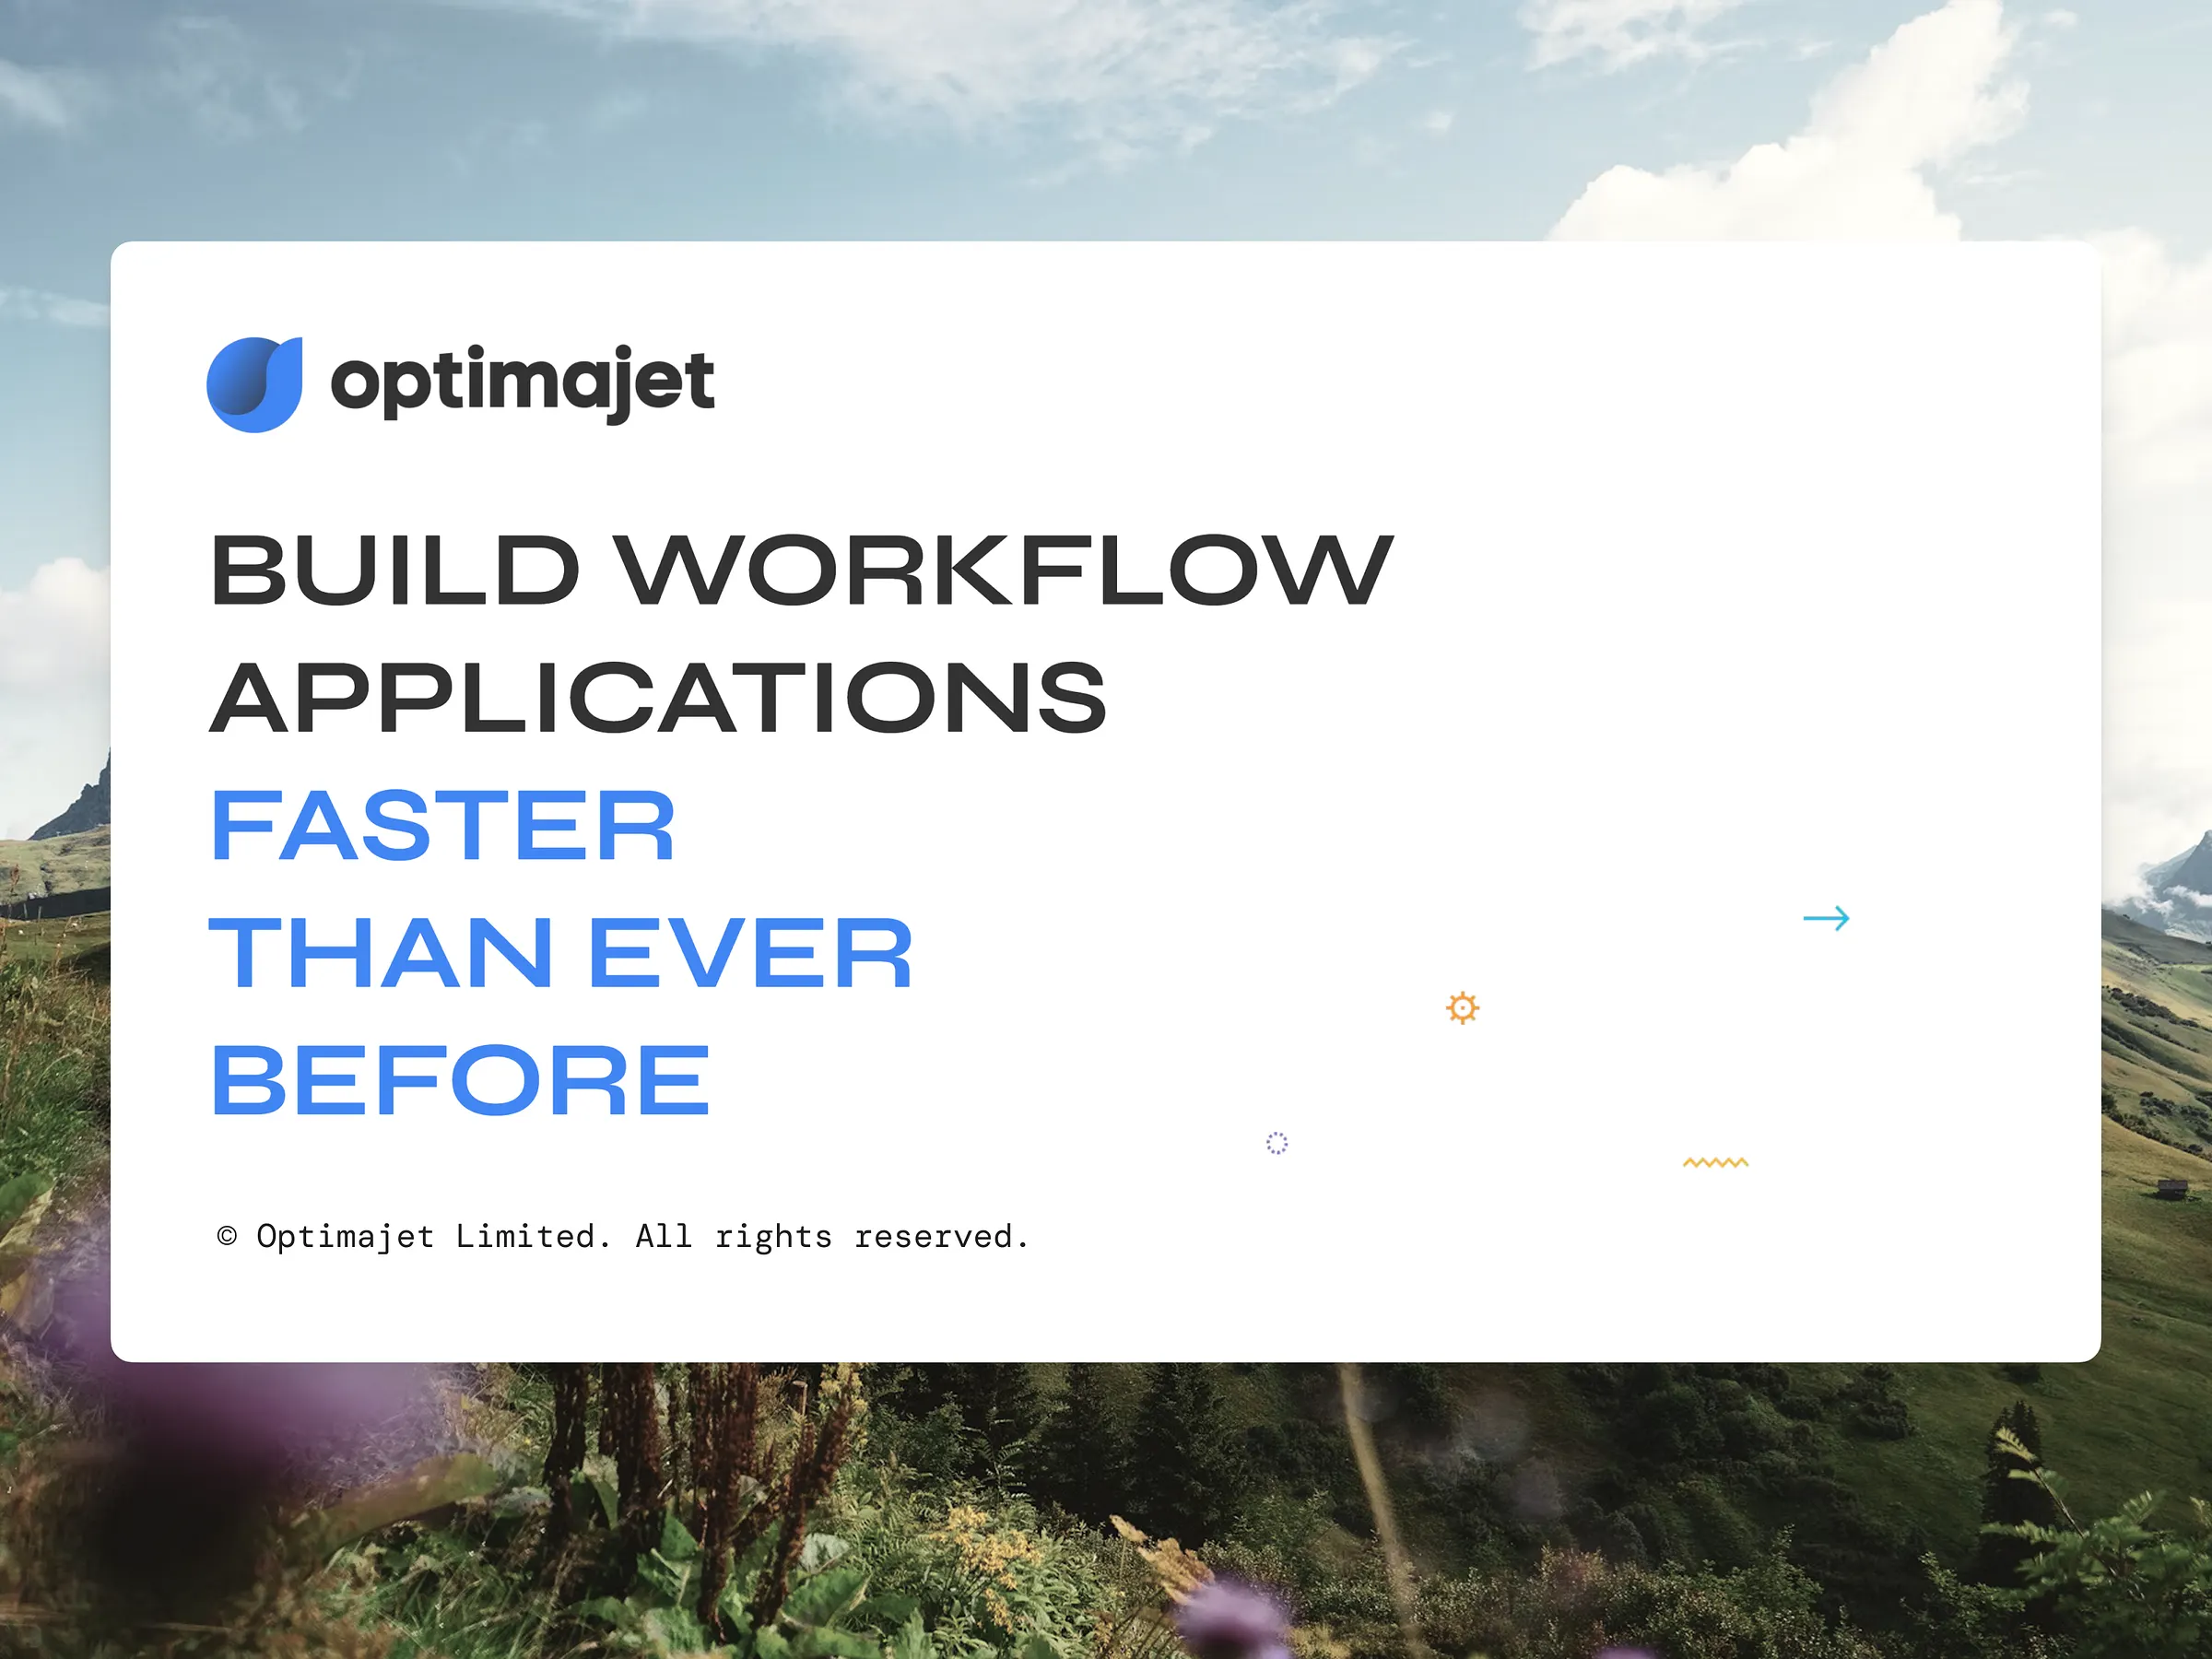 optimajet
BUILD WORKFLOW
APPLICATIONS
FASTER
THAN EVER
BEFORE
© Optimajet Limited. All rights reserved.